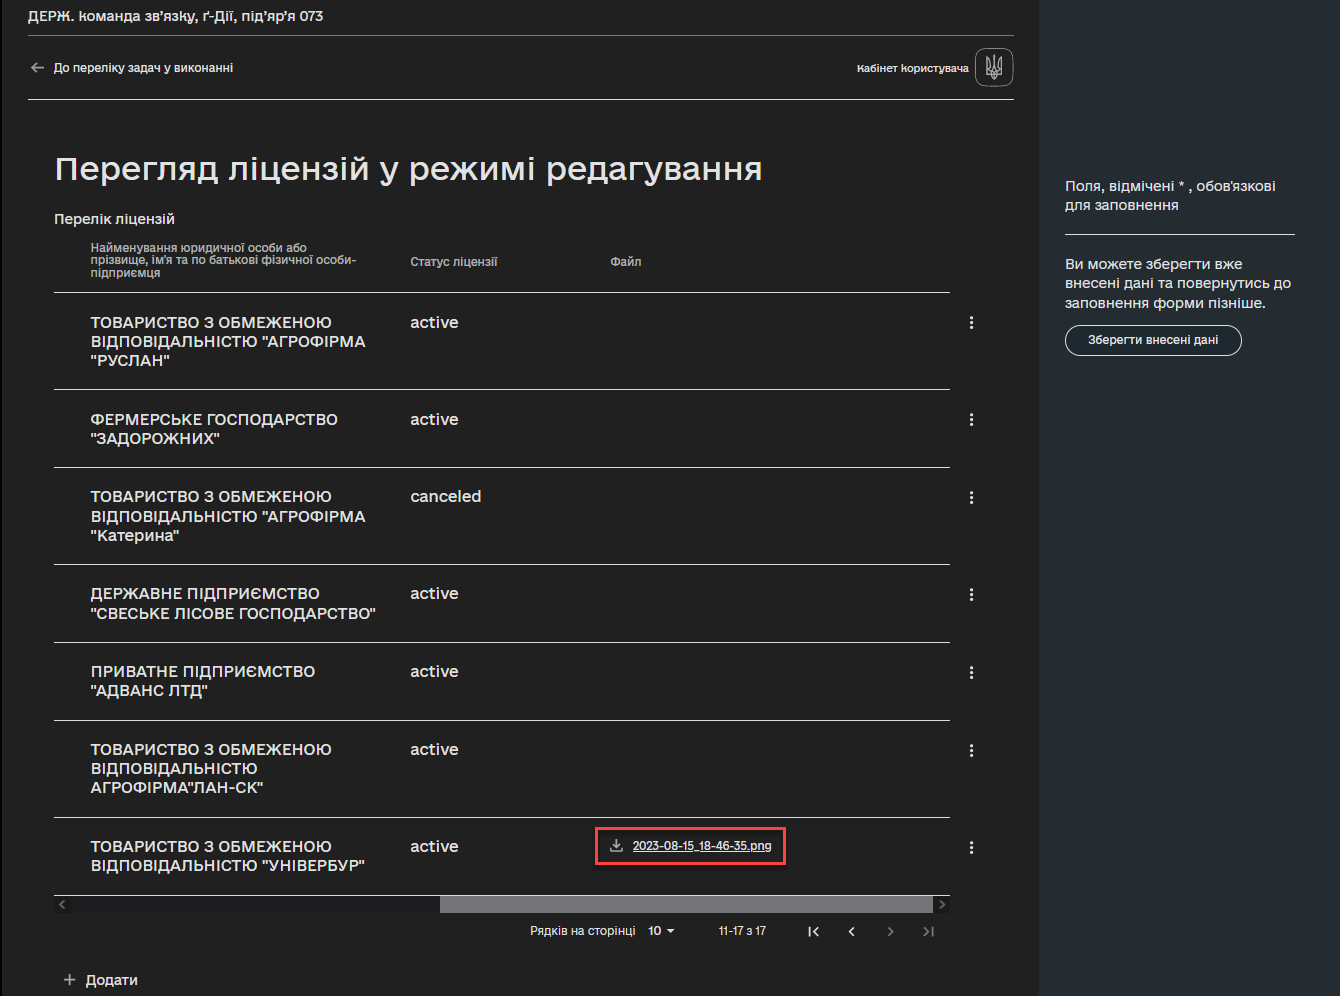 ДЕРЖ. команда зв’язку, ґ-Дії, під’яр’я 073
До переліку задач у виконанні
Кабінет користувача
Перегляд ліцензій у режимі редагування
Перелік ліцензій
Найменування юридичної особи або
прізвище, ім'я та по батькові фізичної особи-
підприємця
Статус ліцензії
Файл
ТОВАРИСТВО З ОБМЕЖЕНОЮ
ВІДПОВІДАЛЬНІСТЮ "АГРОФІРМА
"РУСЛАН"
active
ФЕРМЕРСЬКЕ ГОСПОДАРСТВО
"ЗАДОРОЖНИХ"
active
ТОВАРИСТВО З ОБМЕЖЕНОЮ
ВІДПОВІДАЛЬНІСТЮ "АГРОФІРМА
"Катерина"
canceled
ДЕРЖАВНЕ ПІДПРИЄМСТВО
"СВЕСЬКЕ ЛІСОВЕ ГОСПОДАРСТВО"
active
ПРИВАТНЕ ПІДПРИЄМСТВО
"АДВАНС ЛТД"
active
ТОВАРИСТВО З ОБМЕЖЕНОЮ
ВІДПОВІДАЛЬНІСТЮ
АГРОФІРМА"ЛАН-СК"
active
ТОВАРИСТВО З ОБМЕЖЕНОЮ
ВІДПОВІДАЛЬНІСТЮ "УНІВЕРБУР"
active
2023-08-15_18-46-35.png
Рядків на сторінці 10 11-17 з 17
Додати
Поля, відмічені * , обов'язкові
для заповнення
Ви можете зберегти вже
внесені дані та повернутись до
заповнення форми пізніше.
Зберегти внесені дані